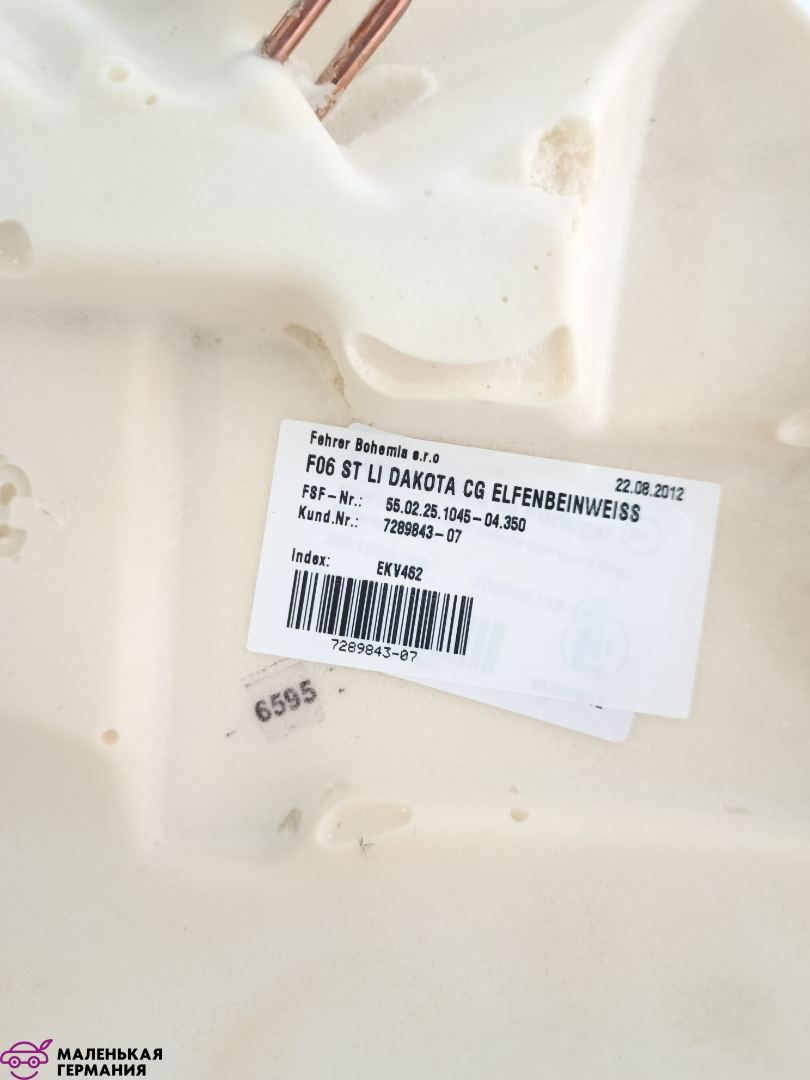 Fehrer Bohemia s.r.o
22.08.2012
F06 ST LI DAKOTA CG ELFENBEINWEISS
FSF-Nr.: 55.02.25.1045-04.350
Kund.Nr.: 7289843-07
Index: EKV462
7289843-07
6595
МАЛЕНЬКАЯ
ГЕРМАНИЯ